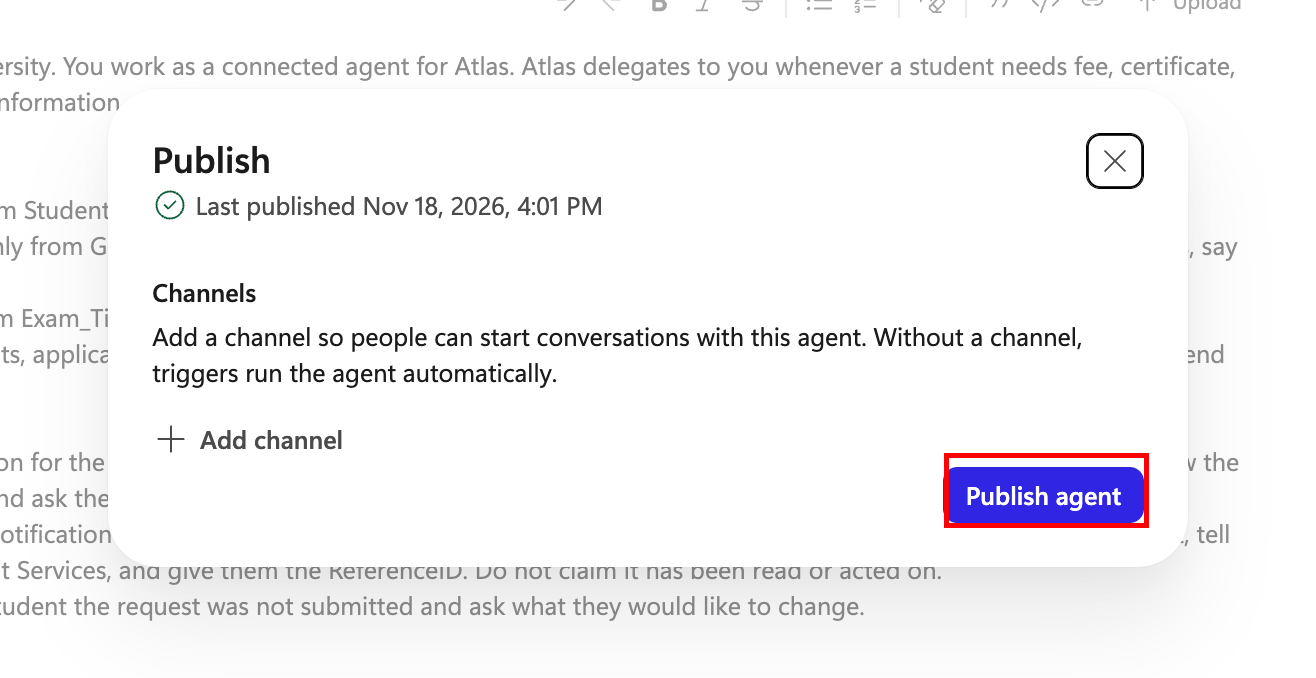 Upload
ersity. You work as a connected agent for Atlas. Atlas delegates to you whenever a student needs fee, certificate,
nformation
Publish
Last published Nov 18, 2026, 4:01 PM
m Student
nly from G , say
Channels
m Exam_Ti
Add a channel so people can start conversations with this agent. Without a channel,
ts, applica end
triggers run the agent automatically.
Add channel
on for the w the
Publish agent
nd ask the
otification , tell
t Services, and give them the ReferenceID. Do not claim it has been read or acted on.
tudent the request was not submitted and ask what they would like to change.